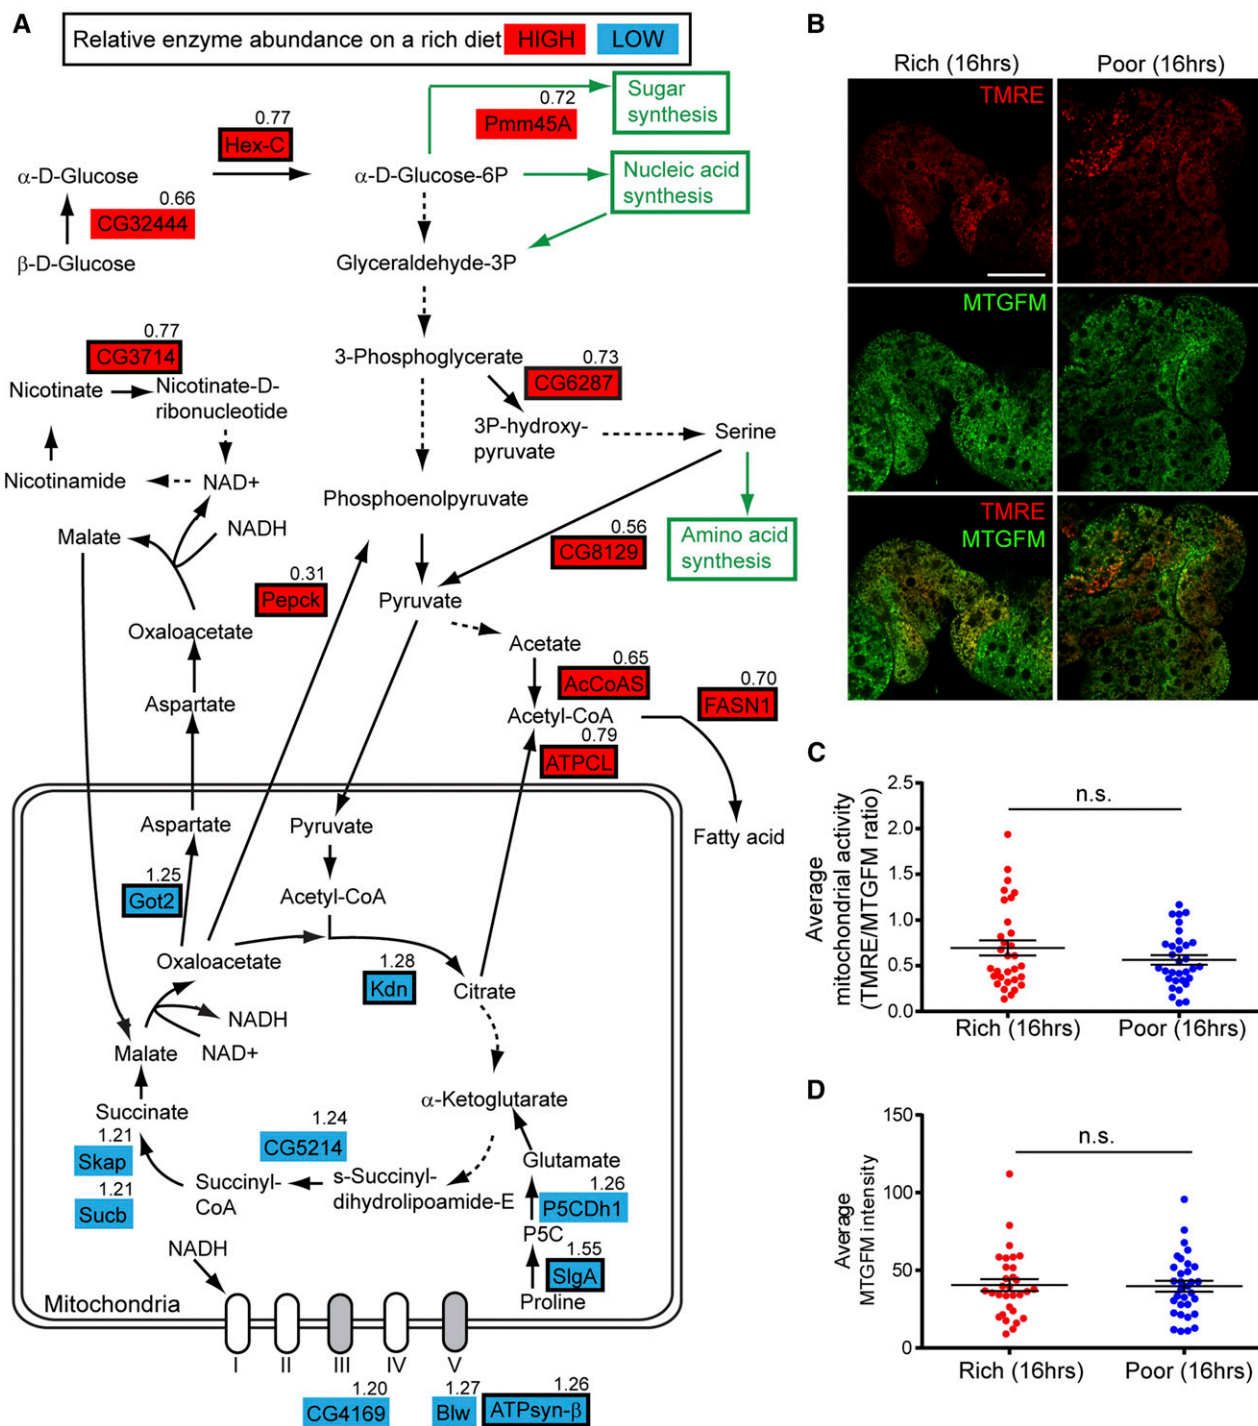 A
Relative enzyme abundance on a rich diet HIGH LOW
0.72
Pmm45A
Sugar
synthesis
0.77
Hex-C
α-D-Glucose
α-D-Glucose-6P
Nucleic acid
synthesis
0.66
CG32444
β-D-Glucose
Glyceraldehyde-3P
0.77
CG3714
3-Phosphoglycerate
0.73
CG6287
Nicotinate
Nicotinate-D-
ribonucleotide
3P-hydroxy-
pyruvate
Serine
Nicotinamide
NAD+
Phosphoenolpyruvate
NADH
Malate
0.56
CG8129
Amino acid
synthesis
0.31
Pepck
Pyruvate
Oxaloacetate
Acetate
0.65
AcCoAS
0.70
FASN1
Aspartate
Acetyl-CoA
0.79
ATPCL
Fatty acid
Aspartate
Pyruvate
1.25
Got2
Acetyl-CoA
Oxaloacetate
1.28
Kdn
Citrate
NADH
NAD+
Malate
α-Ketoglutarate
Succinate
1.21
Skap
1.21
Sucb
1.24
CG5214
Succinyl-
CoA
s-Succinyl-
dihydrolipoamide-E
Glutamate
1.26
P5CDh1
P5C
1.55
SlgA
Proline
NADH
Mitochondria
I II III IV V
1.20
CG4169
1.27
Blw
1.26
ATPsyn-β
B
Rich (16hrs) Poor (16hrs)
TMRE
MTGFM
TMRE
MTGFM
C
Average
mitochondrial activity
(TMRE/MTGFM ratio)
2.5
2.0
1.5
1.0
0.5
0.0
n.s.
Rich (16hrs) Poor (16hrs)
D
Average
MTGFM intensity
150
100
50
0
n.s.
Rich (16hrs) Poor (16hrs)